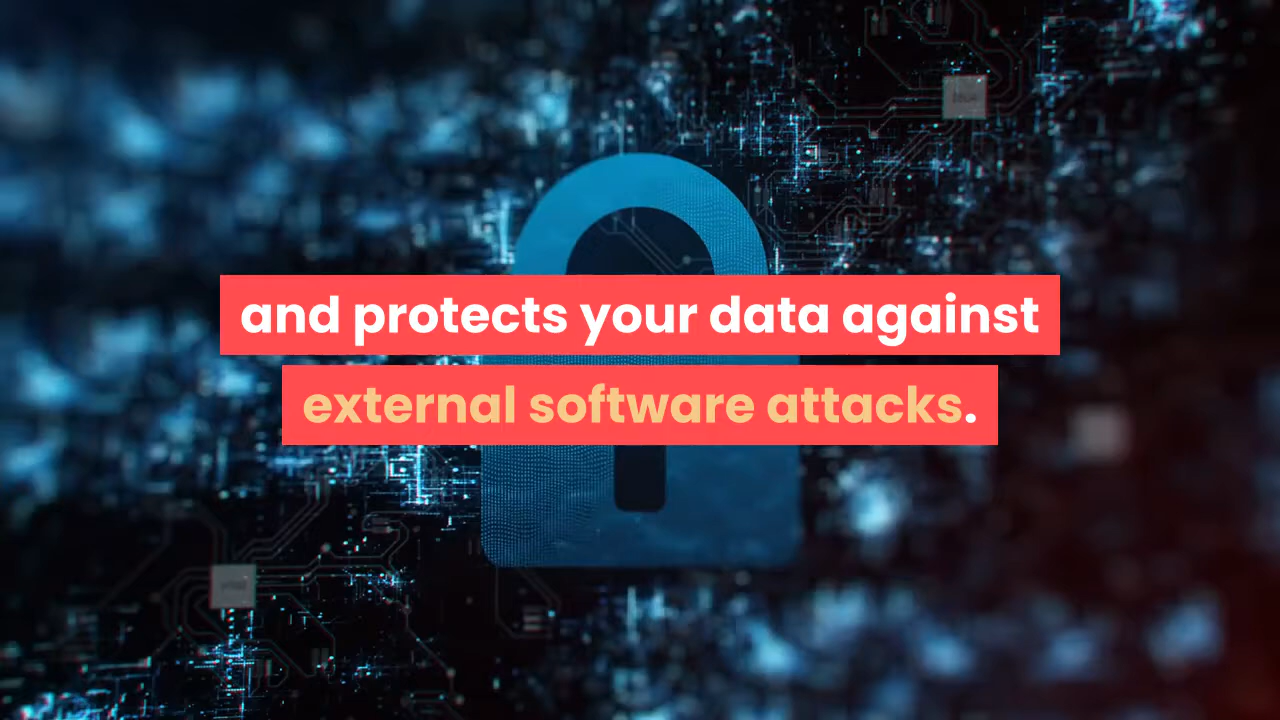 and protects your data against
external software attacks.